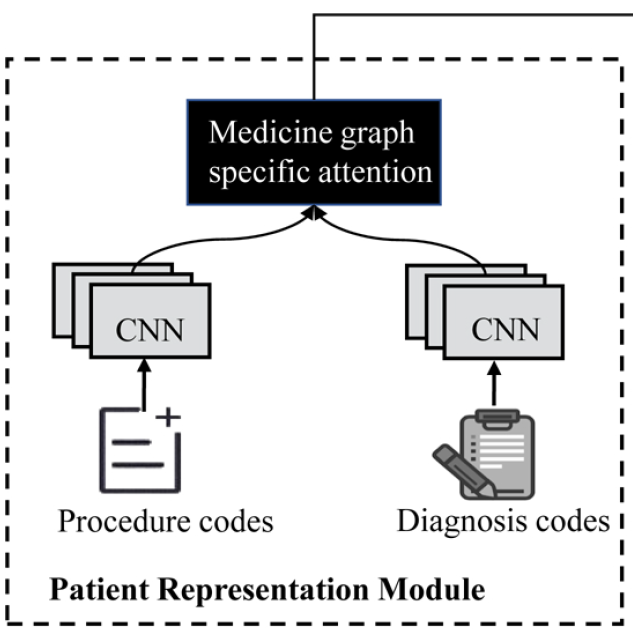 Medicine graph
specific attention
CNN
CNN
Procedure codes
Diagnosis codes
Patient Representation Module